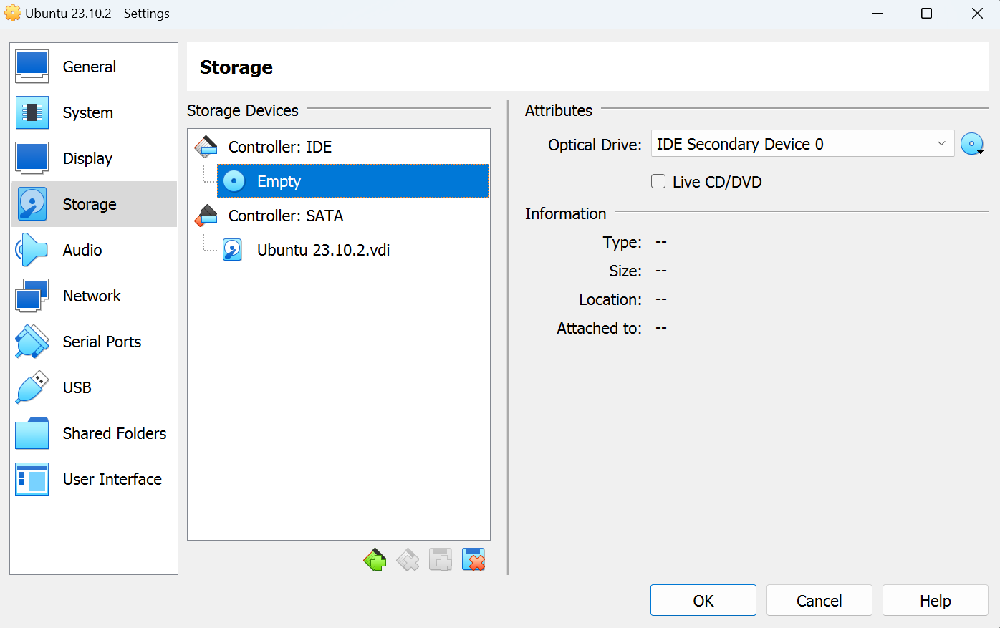 Ubuntu 23.10.2 - Settings
General
System
Display
Storage
Audio
Network
Serial Ports
USB
Shared Folders
User Interface
Storage
Storage Devices
Controller: IDE
Empty
Controller: SATA
Ubuntu 23.10.2.vdi
Attributes
Optical Drive: IDE Secondary Device 0
Live CD/DVD
Information
Type: --
Size: --
Location: --
Attached to: --
OK
Cancel
Help